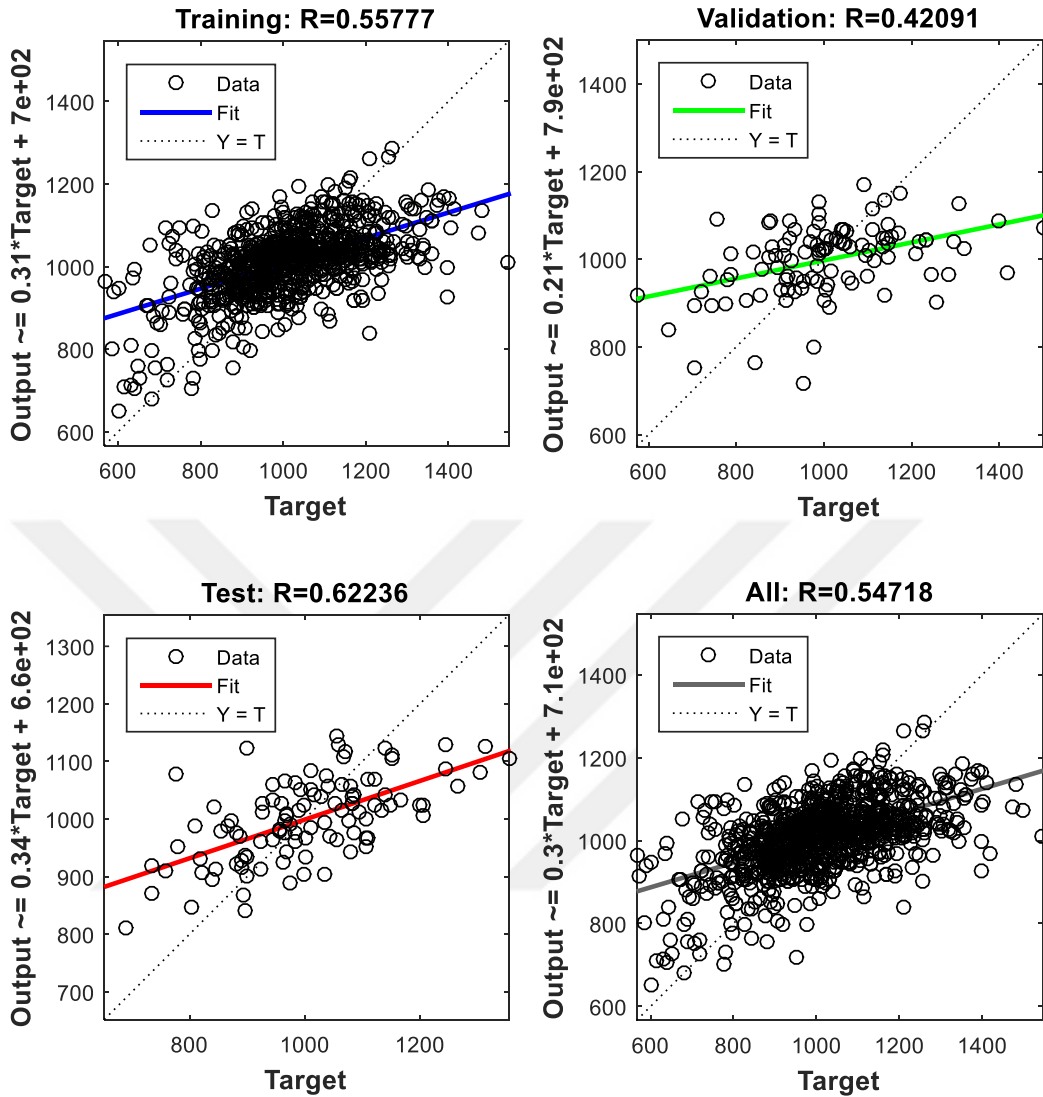 Training: R=0.55777
Output ~= 0.31*Target + 7e+02
1400
1200
1000
800
600
Data
Fit
Y = T
600 800 1000 1200 1400
Target
Validation: R=0.42091
Output ~= 0.21*Target + 7.9e+02
1400
1200
1000
800
600
Data
Fit
Y = T
600 800 1000 1200 1400
Target
Test: R=0.62236
Output ~= 0.34*Target + 6.6e+02
1300
1200
1100
1000
900
800
700
Data
Fit
Y = T
800 1000 1200
Target
All: R=0.54718
Output ~= 0.3*Target + 7.1e+02
1400
1200
1000
800
600
Data
Fit
Y = T
600 800 1000 1200 1400
Target